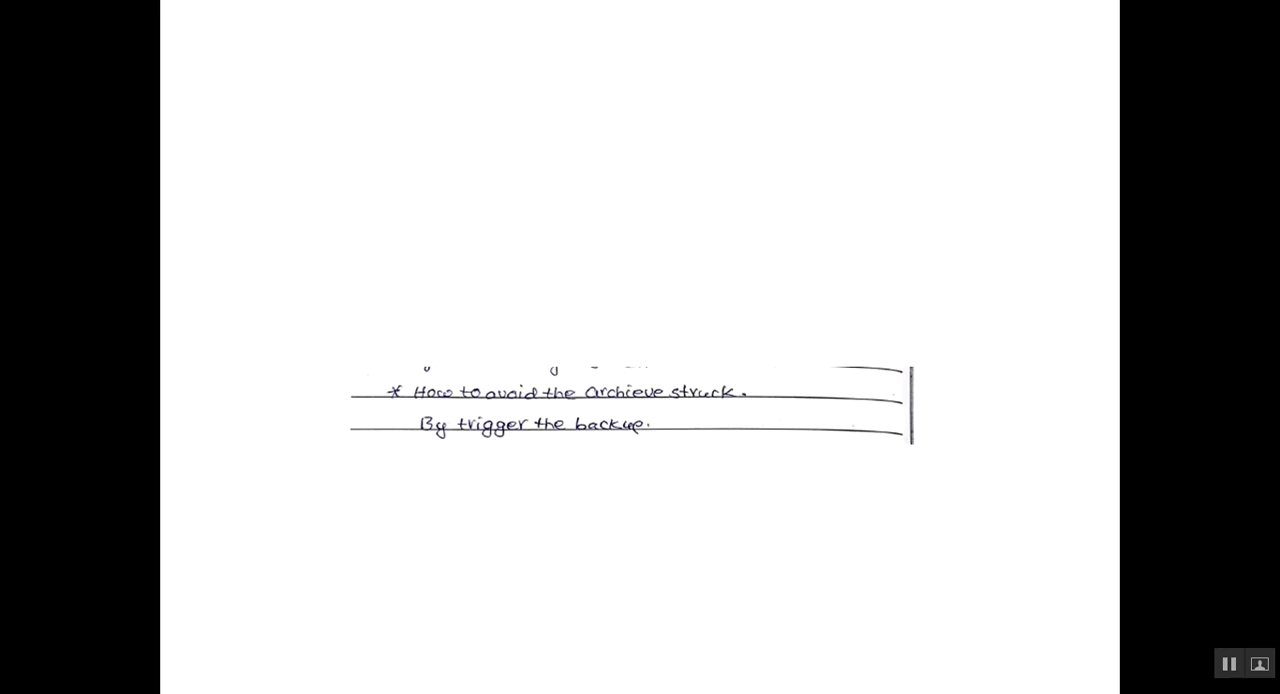 * How to avoid the archieve struck.
By trigger the backup.